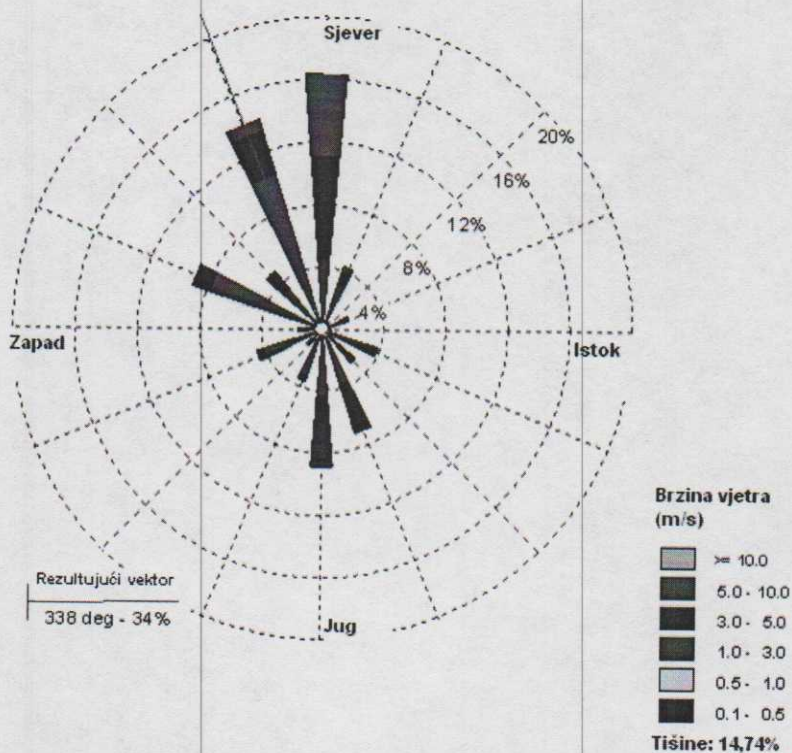 Sjever
20%
16%
12%
8%
4%
Zapad
Istok
Brzina vjetra
(m/s)
>= 10.0
5.0 - 10.0
3.0 - 5.0
1.0 - 3.0
0.5 - 1.0
0.1 - 0.5
Tišine: 14,74%
Rezultujući vektor
338 deg - 34%
Jug